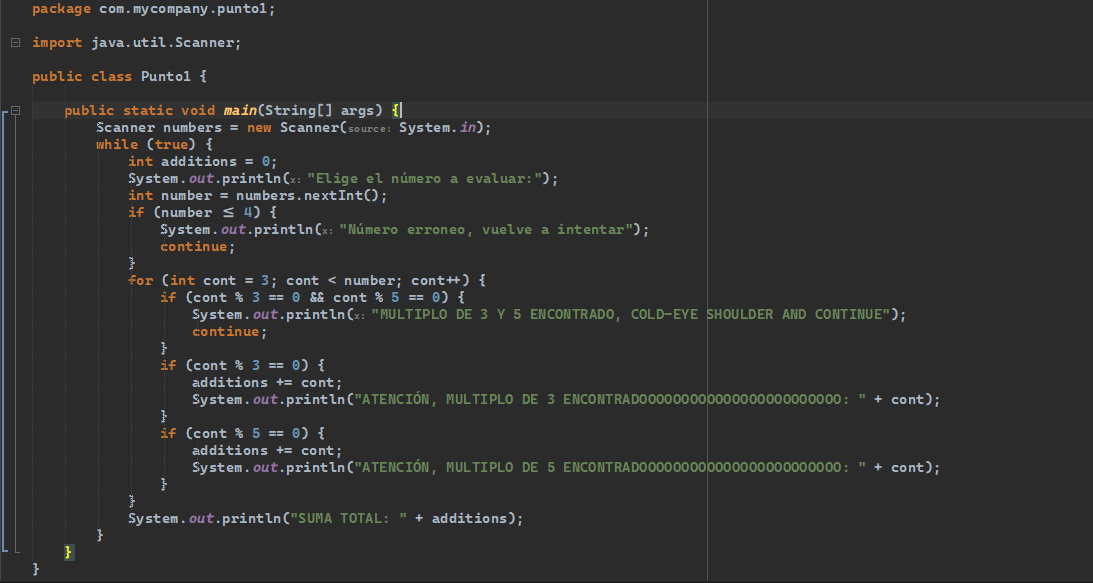 package com.mycompany.punto1;
import java.util.Scanner;
public class Punto1 {
public static void main(String[] args) {
Scanner numbers = new Scanner(source: System.in);
while (true) {
int additions = 0;
System.out.println(x: "Elige el número a evaluar:");
int number = numbers.nextInt();
if (number ≤ 4) {
System.out.println(x: "Número erroneo, vuelve a intentar");
continue;
}
for (int cont = 3; cont < number; cont++) {
if (cont % 3 == 0 && cont % 5 == 0) {
System.out.println(x: "MULTIPLO DE 3 Y 5 ENCONTRADO, COLD-EYE SHOULDER AND CONTINUE");
continue;
}
if (cont % 3 == 0) {
additions += cont;
System.out.println("ATENCIÓN, MULTIPLO DE 3 ENCONTRADOOOOOOOOOOOOOOOOOOOOOOOOO: " + cont);
}
if (cont % 5 == 0) {
additions += cont;
System.out.println("ATENCIÓN, MULTIPLO DE 5 ENCONTRADOOOOOOOOOOOOOOOOOOOOOOOOO: " + cont);
}
}
System.out.println("SUMA TOTAL: " + additions);
}
}
}